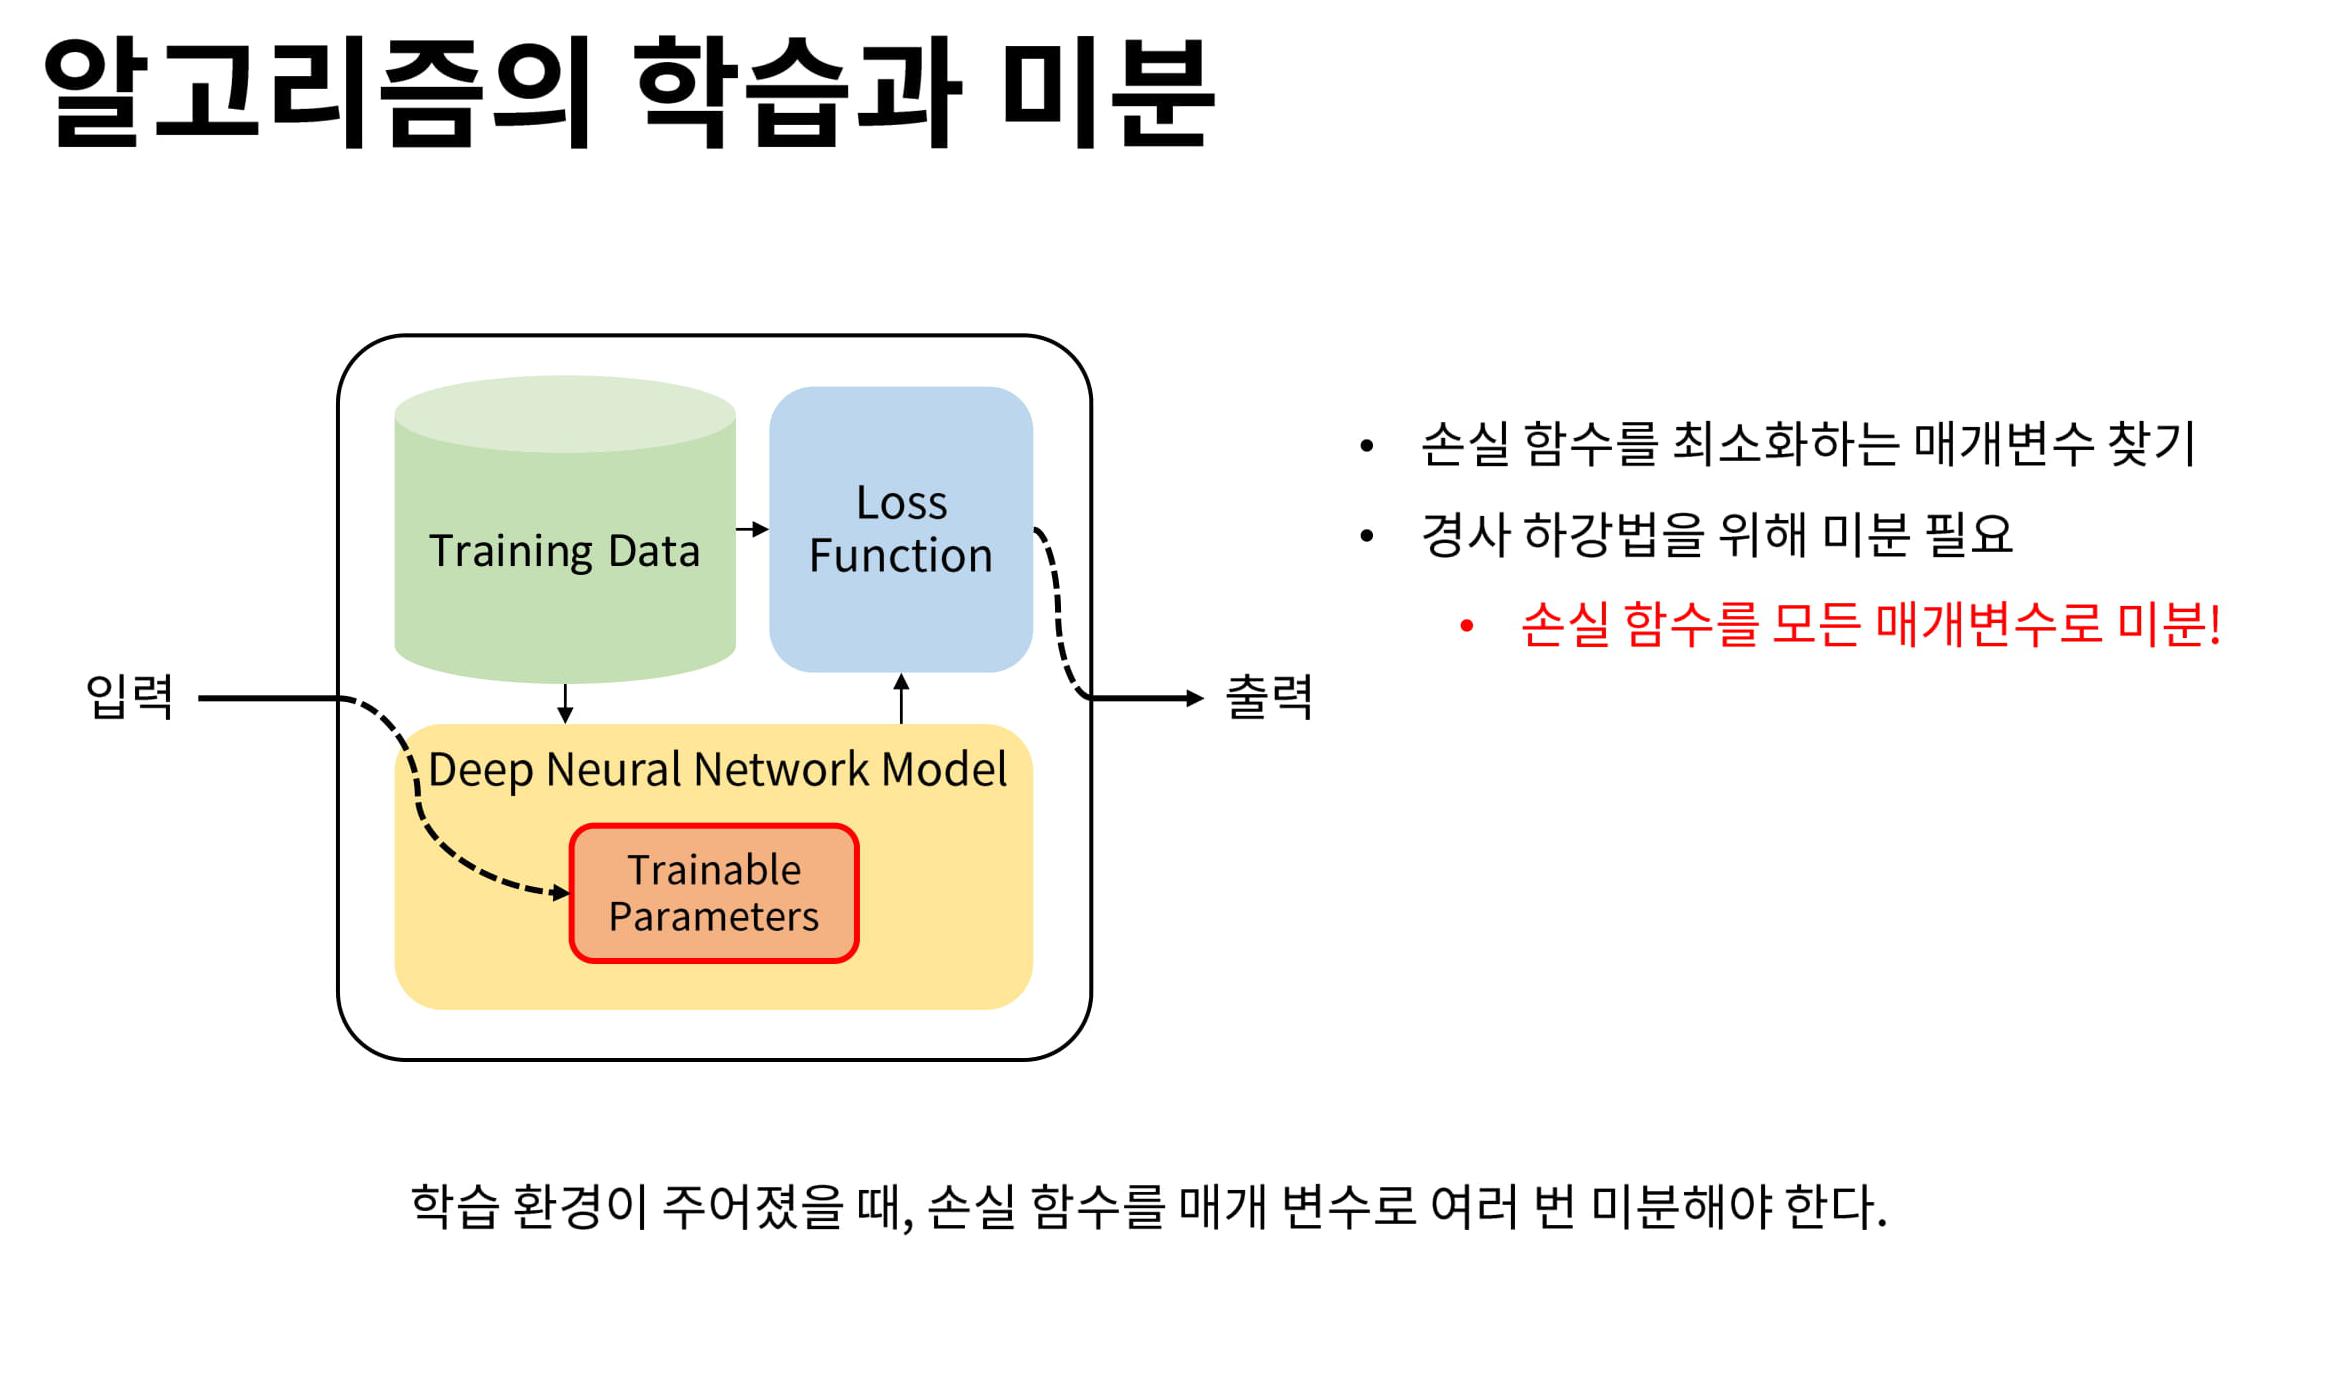 알고리즘의 학습과 미분
Training Data
Loss
Function
입력
출력
Deep Neural Network Model
Trainable
Parameters
• 손실 함수를 최소화하는 매개변수 찾기
• 경사 하강법을 위해 미분 필요
• 손실 함수를 모든 매개변수로 미분!
학습 환경이 주어졌을 때, 손실 함수를 매개 변수로 여러 번 미분해야 한다.